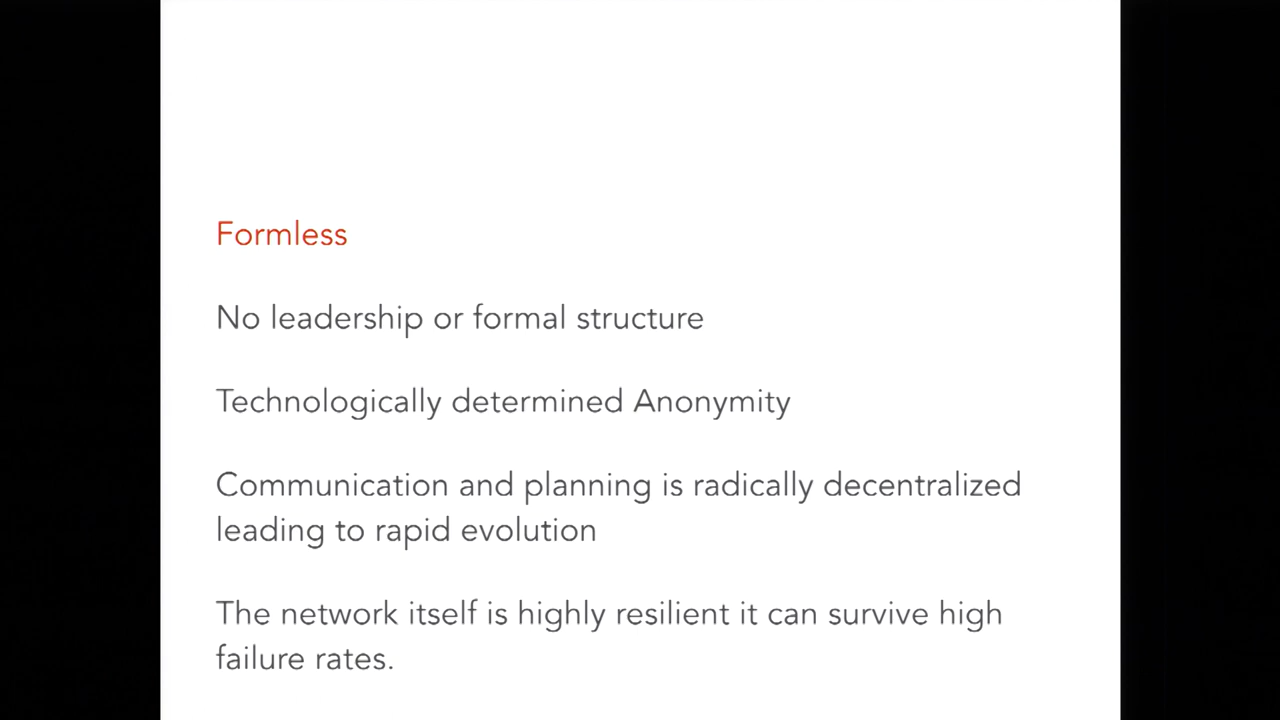 Formless
No leadership or formal structure
Technologically determined Anonymity
Communication and planning is radically decentralized
leading to rapid evolution
The network itself is highly resilient it can survive high
failure rates.